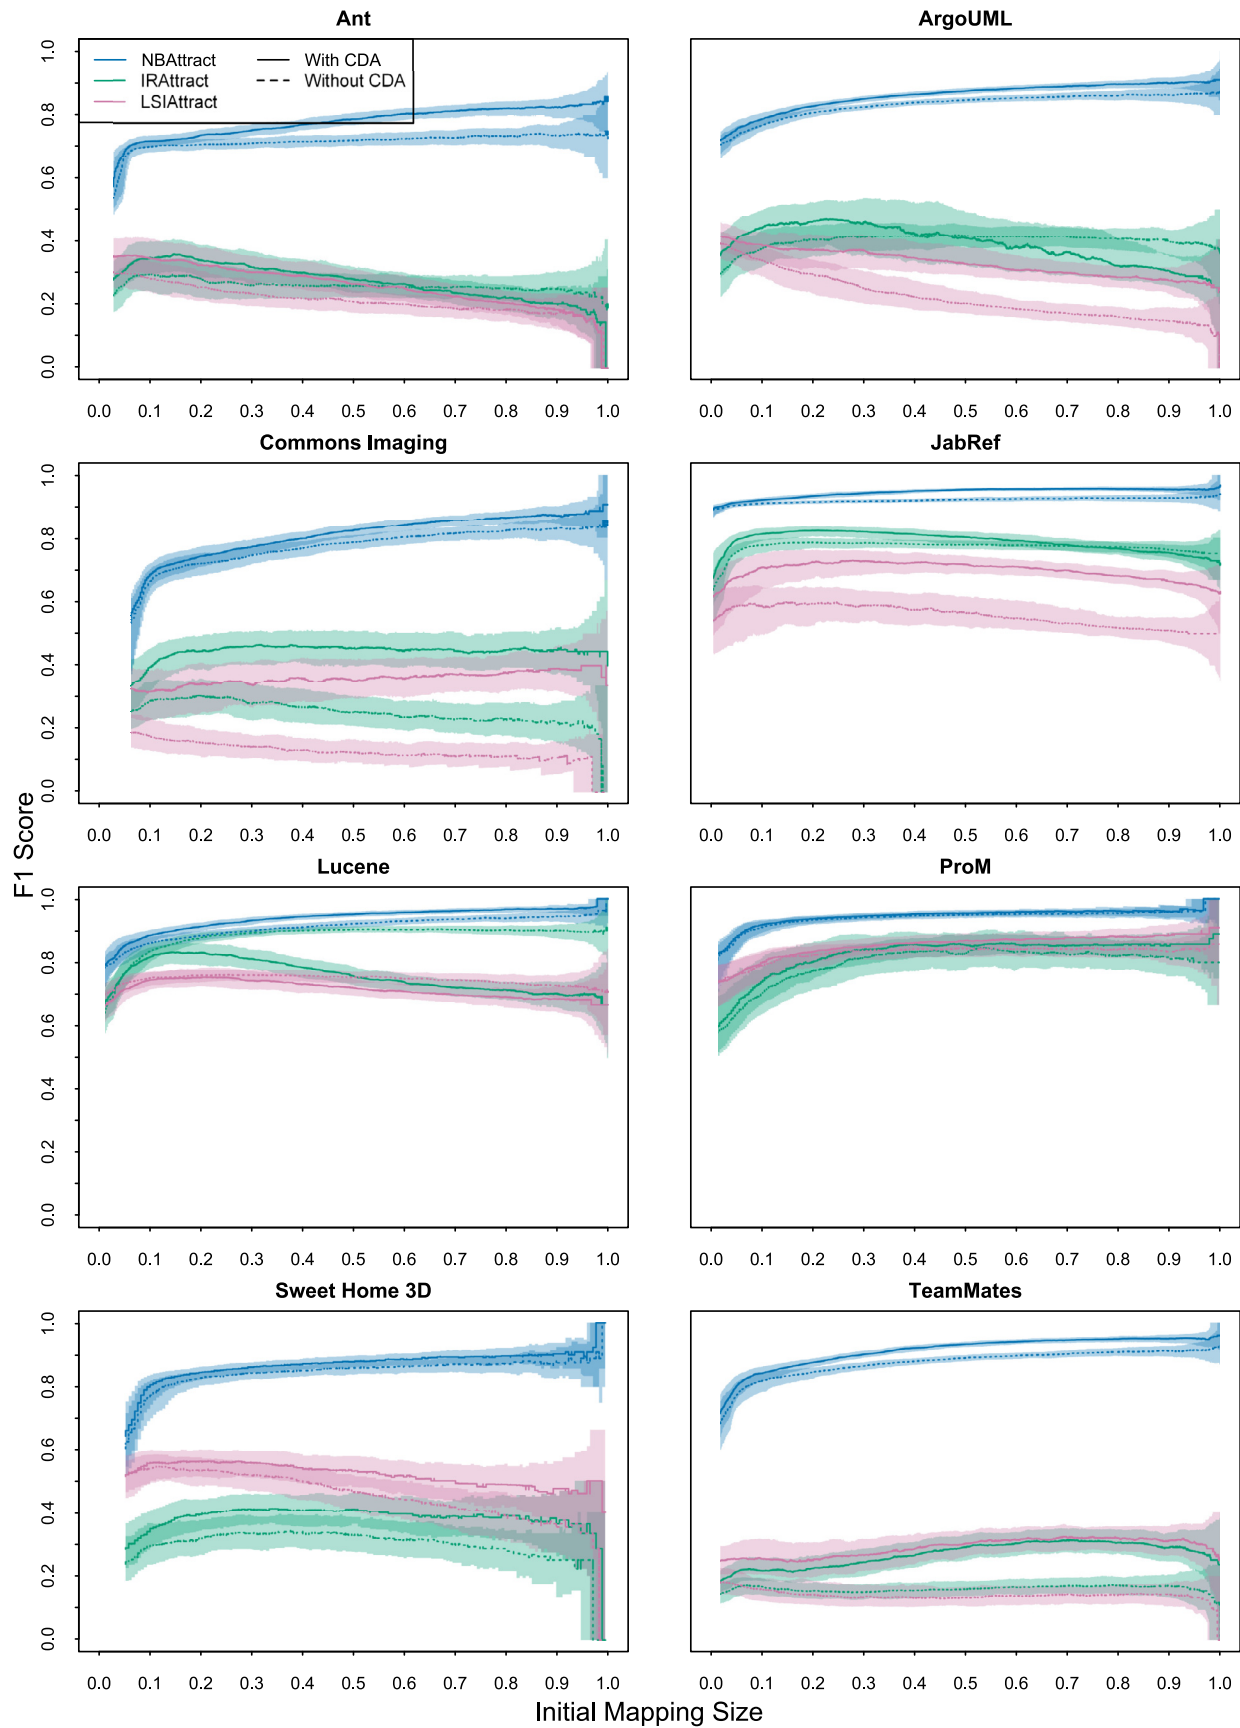 Ant
ArgoUML
NBAttract
With CDA
IRAttract
Without CDA
LSIAttract
0.0 0.2 0.4 0.6 0.8 1.0
0.0 0.1 0.2 0.3 0.4 0.5 0.6 0.7 0.8 0.9 1.0
0.0 0.1 0.2 0.3 0.4 0.5 0.6 0.7 0.8 0.9 1.0
Commons Imaging
JabRef
0.0 0.2 0.4 0.6 0.8 1.0
0.0 0.1 0.2 0.3 0.4 0.5 0.6 0.7 0.8 0.9 1.0
0.0 0.1 0.2 0.3 0.4 0.5 0.6 0.7 0.8 0.9 1.0
F1 Score
Lucene
ProM
0.0 0.2 0.4 0.6 0.8 1.0
0.0 0.1 0.2 0.3 0.4 0.5 0.6 0.7 0.8 0.9 1.0
0.0 0.1 0.2 0.3 0.4 0.5 0.6 0.7 0.8 0.9 1.0
Sweet Home 3D
TeamMates
0.0 0.2 0.4 0.6 0.8 1.0
0.0 0.1 0.2 0.3 0.4 0.5 0.6 0.7 0.8 0.9 1.0
0.0 0.1 0.2 0.3 0.4 0.5 0.6 0.7 0.8 0.9 1.0
Initial Mapping Size